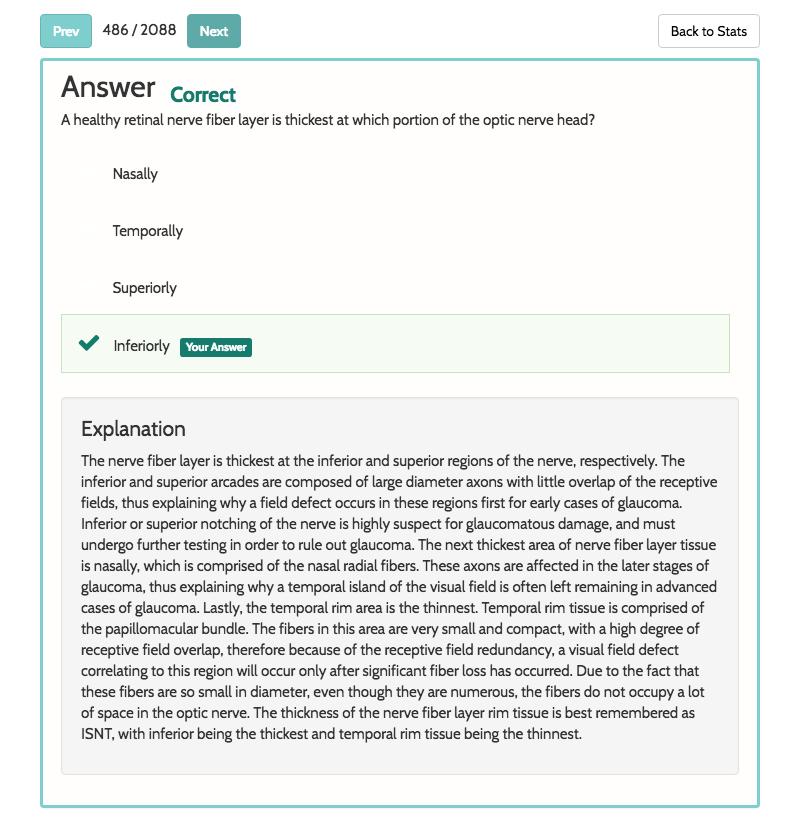 Prev 486 / 2088 Next Back to Stats
Answer Correct
A healthy retinal nerve fiber layer is thickest at which portion of the optic nerve head?
Nasally
Temporally
Superiorly
Inferiorly Your Answer
Explanation
The nerve fiber layer is thickest at the inferior and superior regions of the nerve, respectively. The
inferior and superior arcades are composed of large diameter axons with little overlap of the receptive
fields, thus explaining why a field defect occurs in these regions first for early cases of glaucoma.
Inferior or superior notching of the nerve is highly suspect for glaucomatous damage, and must
undergo further testing in order to rule out glaucoma. The next thickest area of nerve fiber layer tissue
is nasally, which is comprised of the nasal radial fibers. These axons are affected in the later stages of
glaucoma, thus explaining why a temporal island of the visual field is often left remaining in advanced
cases of glaucoma. Lastly, the temporal rim area is the thinnest. Temporal rim tissue is comprised of
the papillomacular bundle. The fibers in this area are very small and compact, with a high degree of
receptive field overlap, therefore because of the receptive field redundancy, a visual field defect
correlating to this region will occur only after significant fiber loss has occurred. Due to the fact that
these fibers are so small in diameter, even though they are numerous, the fibers do not occupy a lot
of space in the optic nerve. The thickness of the nerve fiber layer rim tissue is best remembered as
ISNT, with inferior being the thickest and temporal rim tissue being the thinnest.